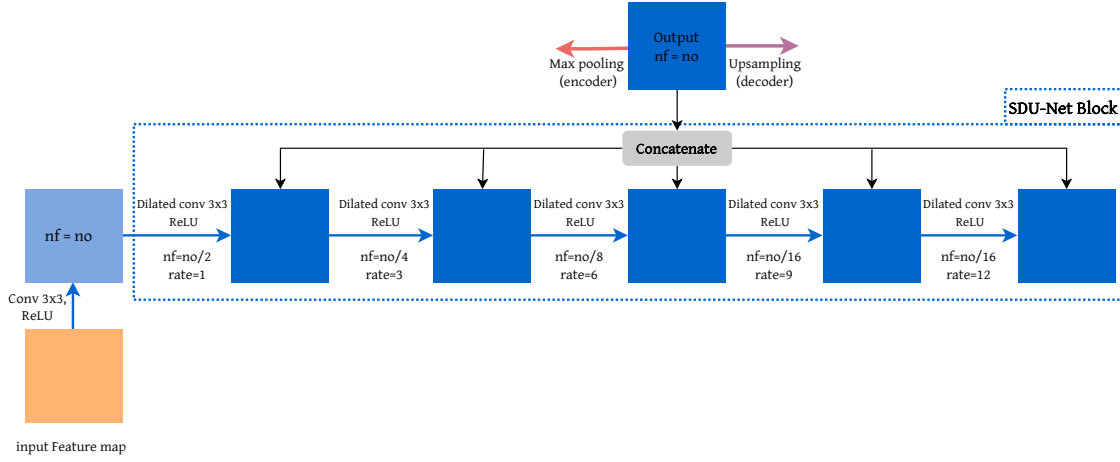 Output
nf = no
Max pooling
(encoder)
Upsampling
(decoder)
SDU-Net Block
Concatenate
nf = no
Dilated conv 3x3
ReLU
nf=no/2
rate=1
Dilated conv 3x3
ReLU
nf=no/4
rate=3
Dilated conv 3x3
ReLU
nf=no/8
rate=6
Dilated conv 3x3
ReLU
nf=no/16
rate=9
Dilated conv 3x3
ReLU
nf=no/16
rate=12
Conv 3x3,
ReLU
input Feature map